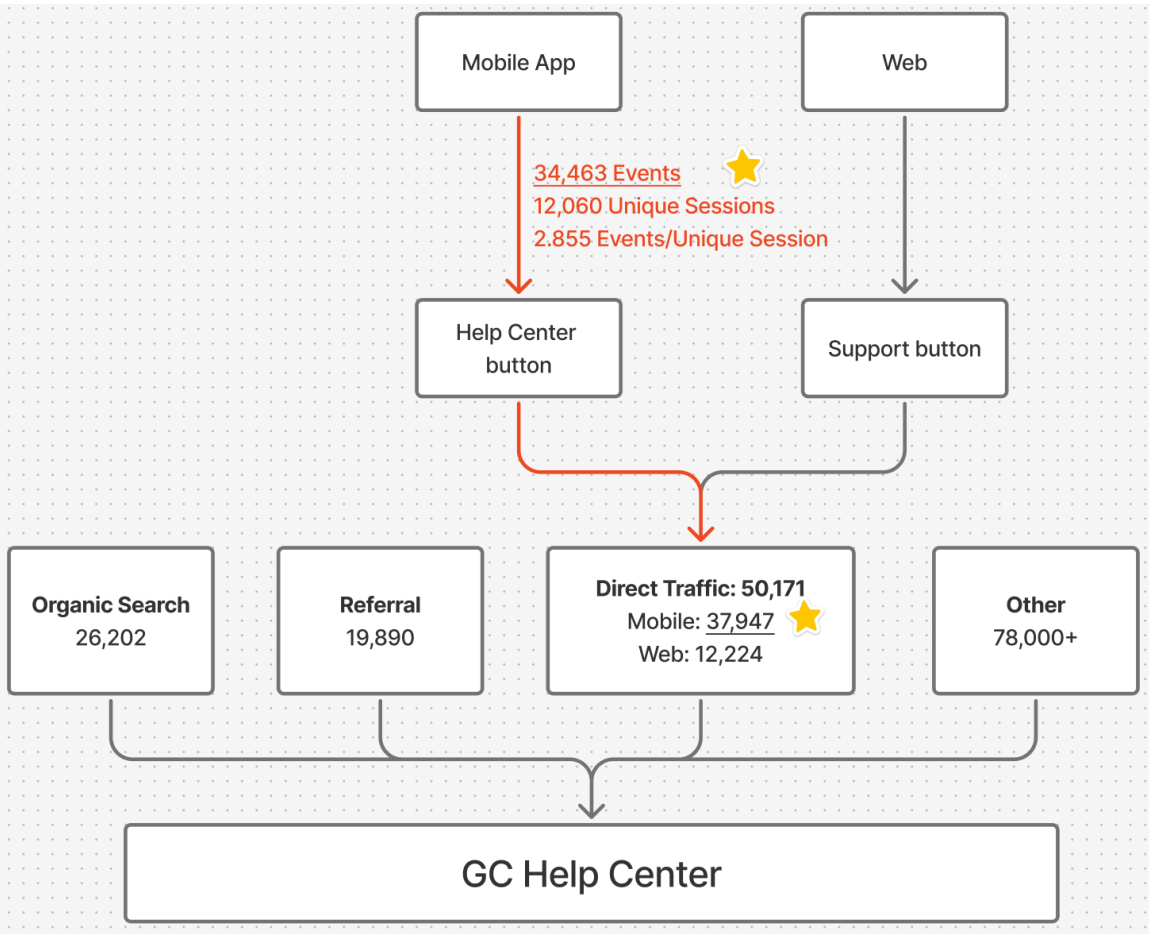 Mobile App
Web
34,463 Events
12,060 Unique Sessions
2.855 Events/Unique Session
Help Center
button
Support button
Organic Search
26,202
Referral
19,890
Direct Traffic: 50,171
Mobile: 37,947
Web: 12,224
Other
78,000+
GC Help Center